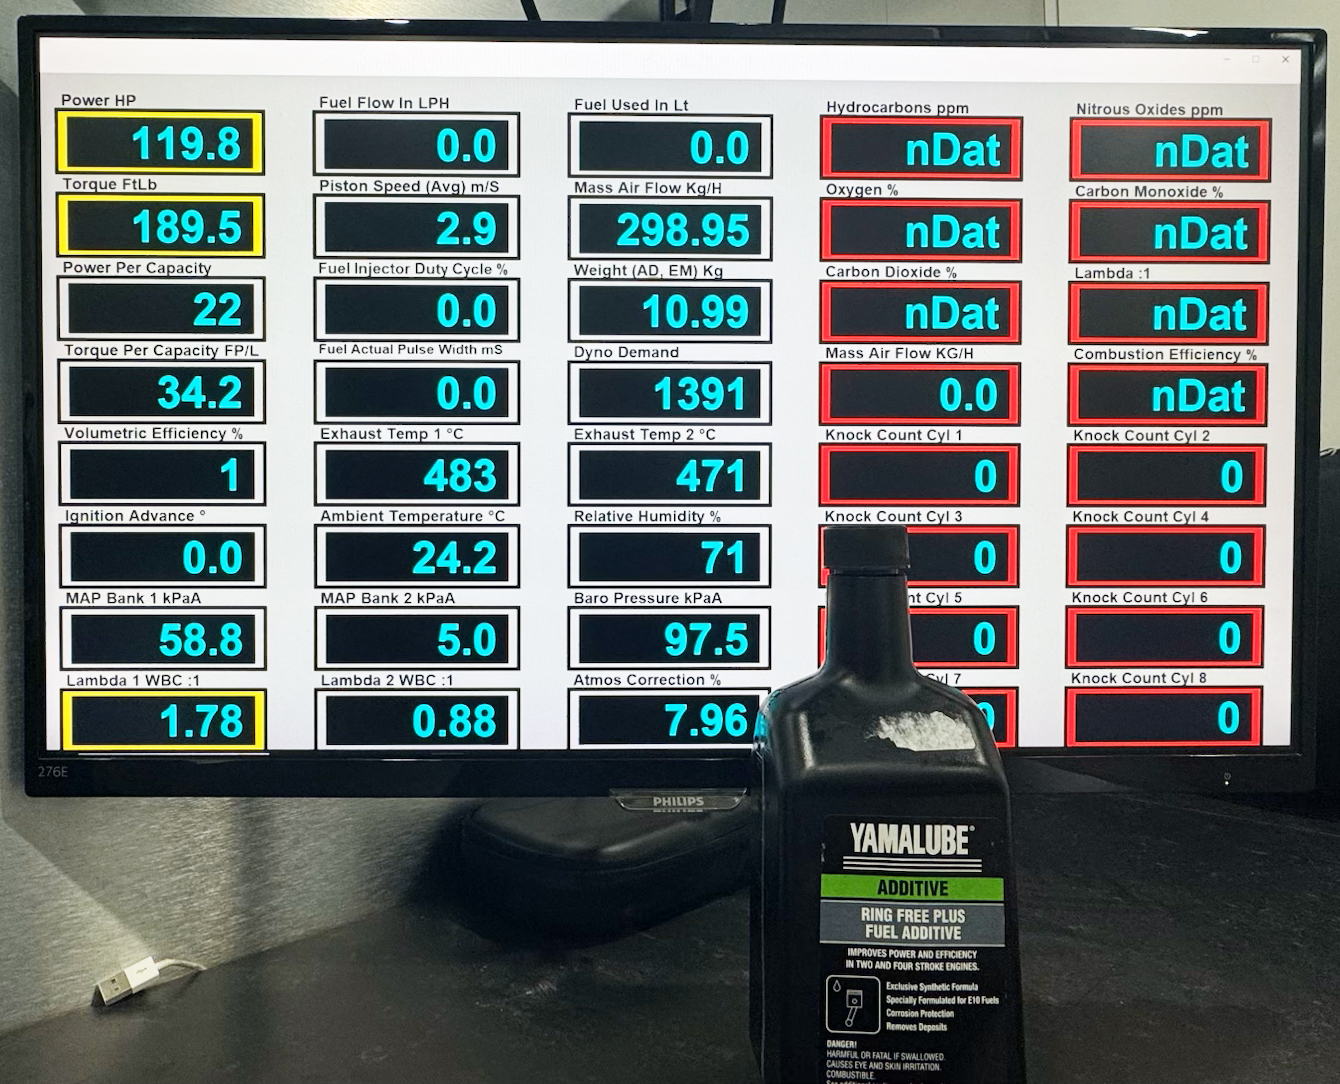 Power HP
119.8
Fuel Flow In LPH
0.0
Fuel Used In Lt
0.0
Hydrocarbons ppm
nDat
Nitrous Oxides ppm
nDat
Torque FtLb
189.5
Piston Speed (Avg) m/S
2.9
Mass Air Flow Kg/H
298.95
Oxygen %
nDat
Carbon Monoxide %
nDat
Power Per Capacity
22
Fuel Injector Duty Cycle %
0.0
Weight (AD, EM) Kg
10.99
Carbon Dioxide %
nDat
Lambda :1
nDat
Torque Per Capacity FP/L
34.2
Fuel Actual Pulse Width mS
0.0
Dyno Demand
1391
Mass Air Flow KG/H
0.0
Combustion Efficiency %
nDat
Volumetric Efficiency %
1
Exhaust Temp 1 °C
483
Exhaust Temp 2 °C
471
Knock Count Cyl 1
0
Knock Count Cyl 2
0
Ignition Advance °
0.0
Ambient Temperature °C
24.2
Relative Humidity %
71
Knock Count Cyl 3
0
Knock Count Cyl 4
0
MAP Bank 1 kPaA
58.8
MAP Bank 2 kPaA
5.0
Baro Pressure kPaA
97.5
nt Cyl 5
0
Knock Count Cyl 6
0
Lambda 1 WBC :1
1.78
Lambda 2 WBC :1
0.88
Atmos Correction %
7.96
Cyl 7
0
Knock Count Cyl 8
0
276E
PHILIPS
YAMALUBE®
ADDITIVE
RING FREE PLUS
FUEL ADDITIVE
IMPROVES POWER AND EFFICIENCY
IN TWO AND FOUR STROKE ENGINES.
Exclusive Synthetic Formula
Specially Formulated for E10 Fuels
Corrosion Protection
Removes Deposits
DANGER!
HARMFUL OR FATAL IF SWALLOWED.
CAUSES EYE AND SKIN IRRITATION.
COMBUSTIBLE.